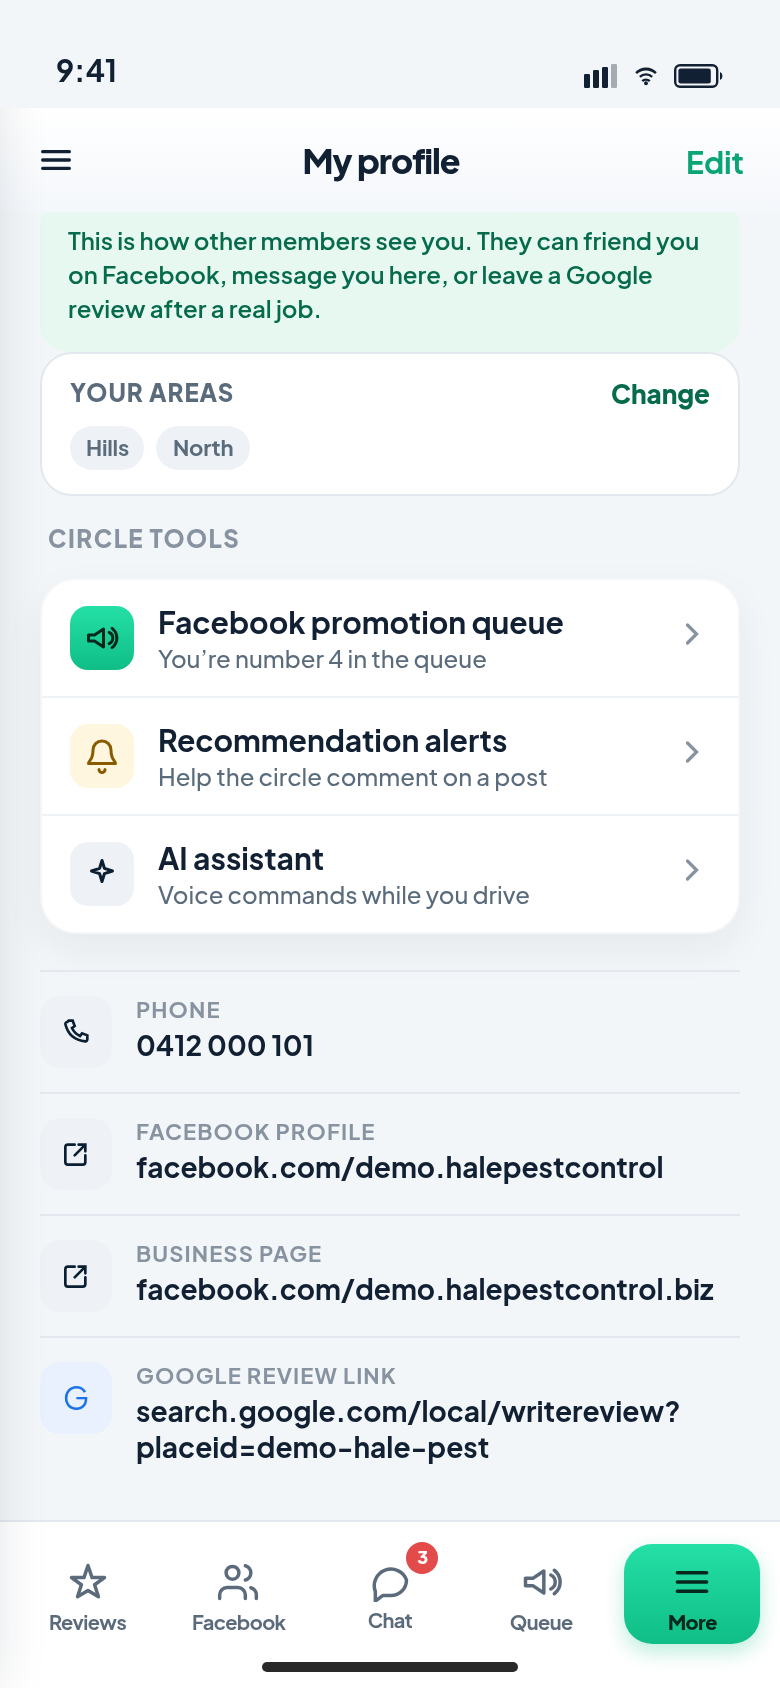 9:41
My profile
Edit
This is how other members see you. They can friend you
on Facebook, message you here, or leave a Google
review after a real job.
YOUR AREAS
Change
Hills
North
CIRCLE TOOLS
Facebook promotion queue
You’re number 4 in the queue
Recommendation alerts
Help the circle comment on a post
AI assistant
Voice commands while you drive
PHONE
0412 000 101
FACEBOOK PROFILE
facebook.com/demo.halepestcontrol
BUSINESS PAGE
facebook.com/demo.halepestcontrol.biz
G
GOOGLE REVIEW LINK
search.google.com/local/writereview?
placeid=demo-hale-pest
3
Reviews
Facebook
Chat
Queue
More